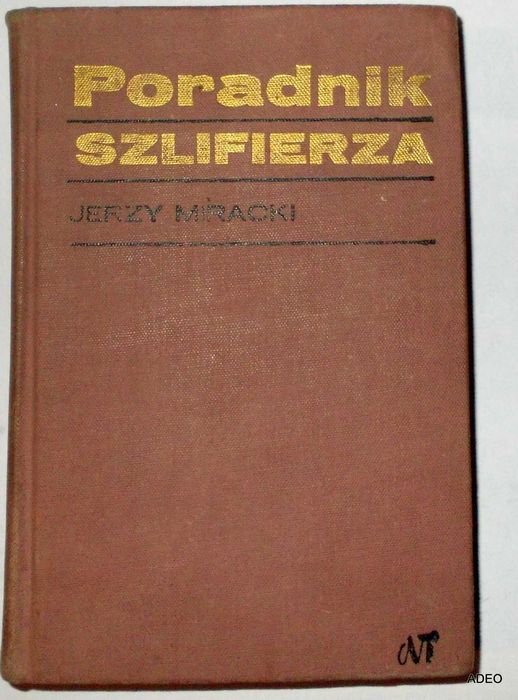 Poradnik
SZLIFIERZA
JERZY MIRACKI
NT
ADEO